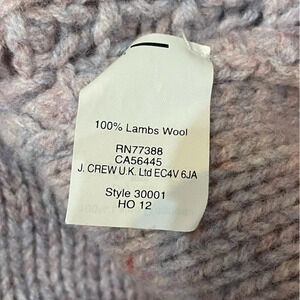 100% Lambs Wool
RN77388
CA56445
J. CREW U.K. Ltd EC4V 6JA
Style 30001
HO 12